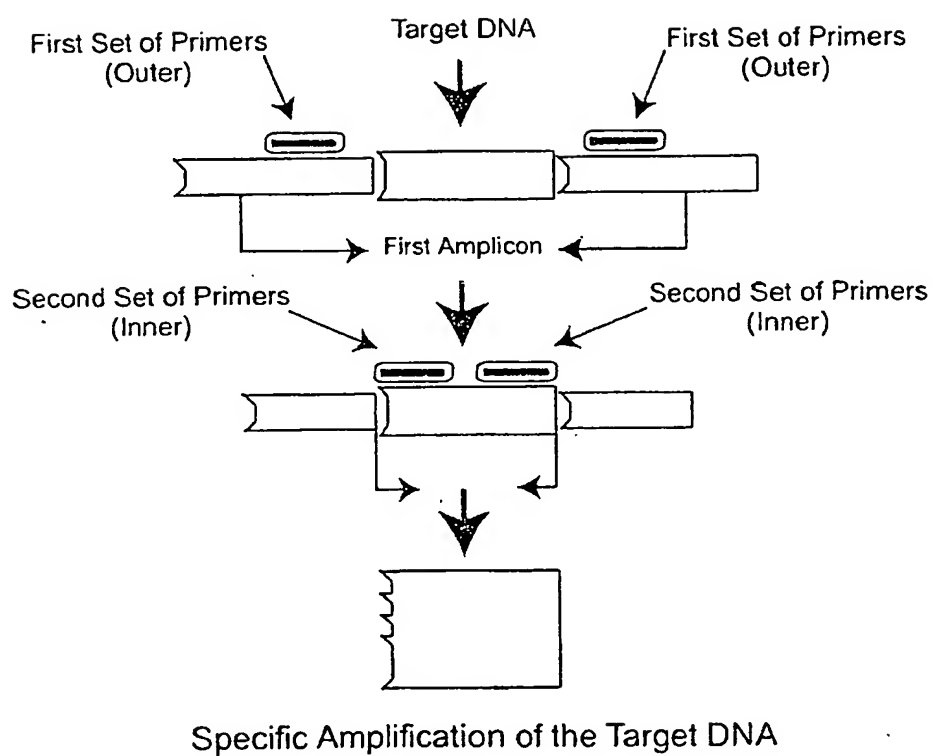 First Set of Primers
(Outer)
Target DNA
First Set of Primers
(Outer)
First Amplicon
Second Set of Primers
(Inner)
Second Set of Primers
(Inner)
Specific Amplification of the Target DNA